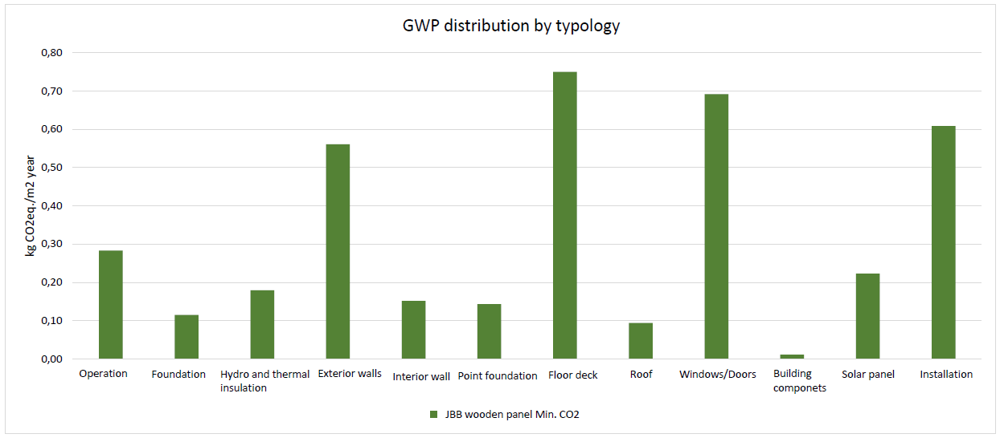 GWP distribution by typology
0,80
0,70
0,60
0,50
0,40
0,30
0,20
0,10
0,00
kg CO2eq./m2 year
Operation
Foundation
Hydro and thermal
insulation
Exterior walls
Interior wall
Point foundation
Floor deck
Roof
Windows/Doors
Building
componets
Solar panel
Installation
JBB wooden panel Min. CO2